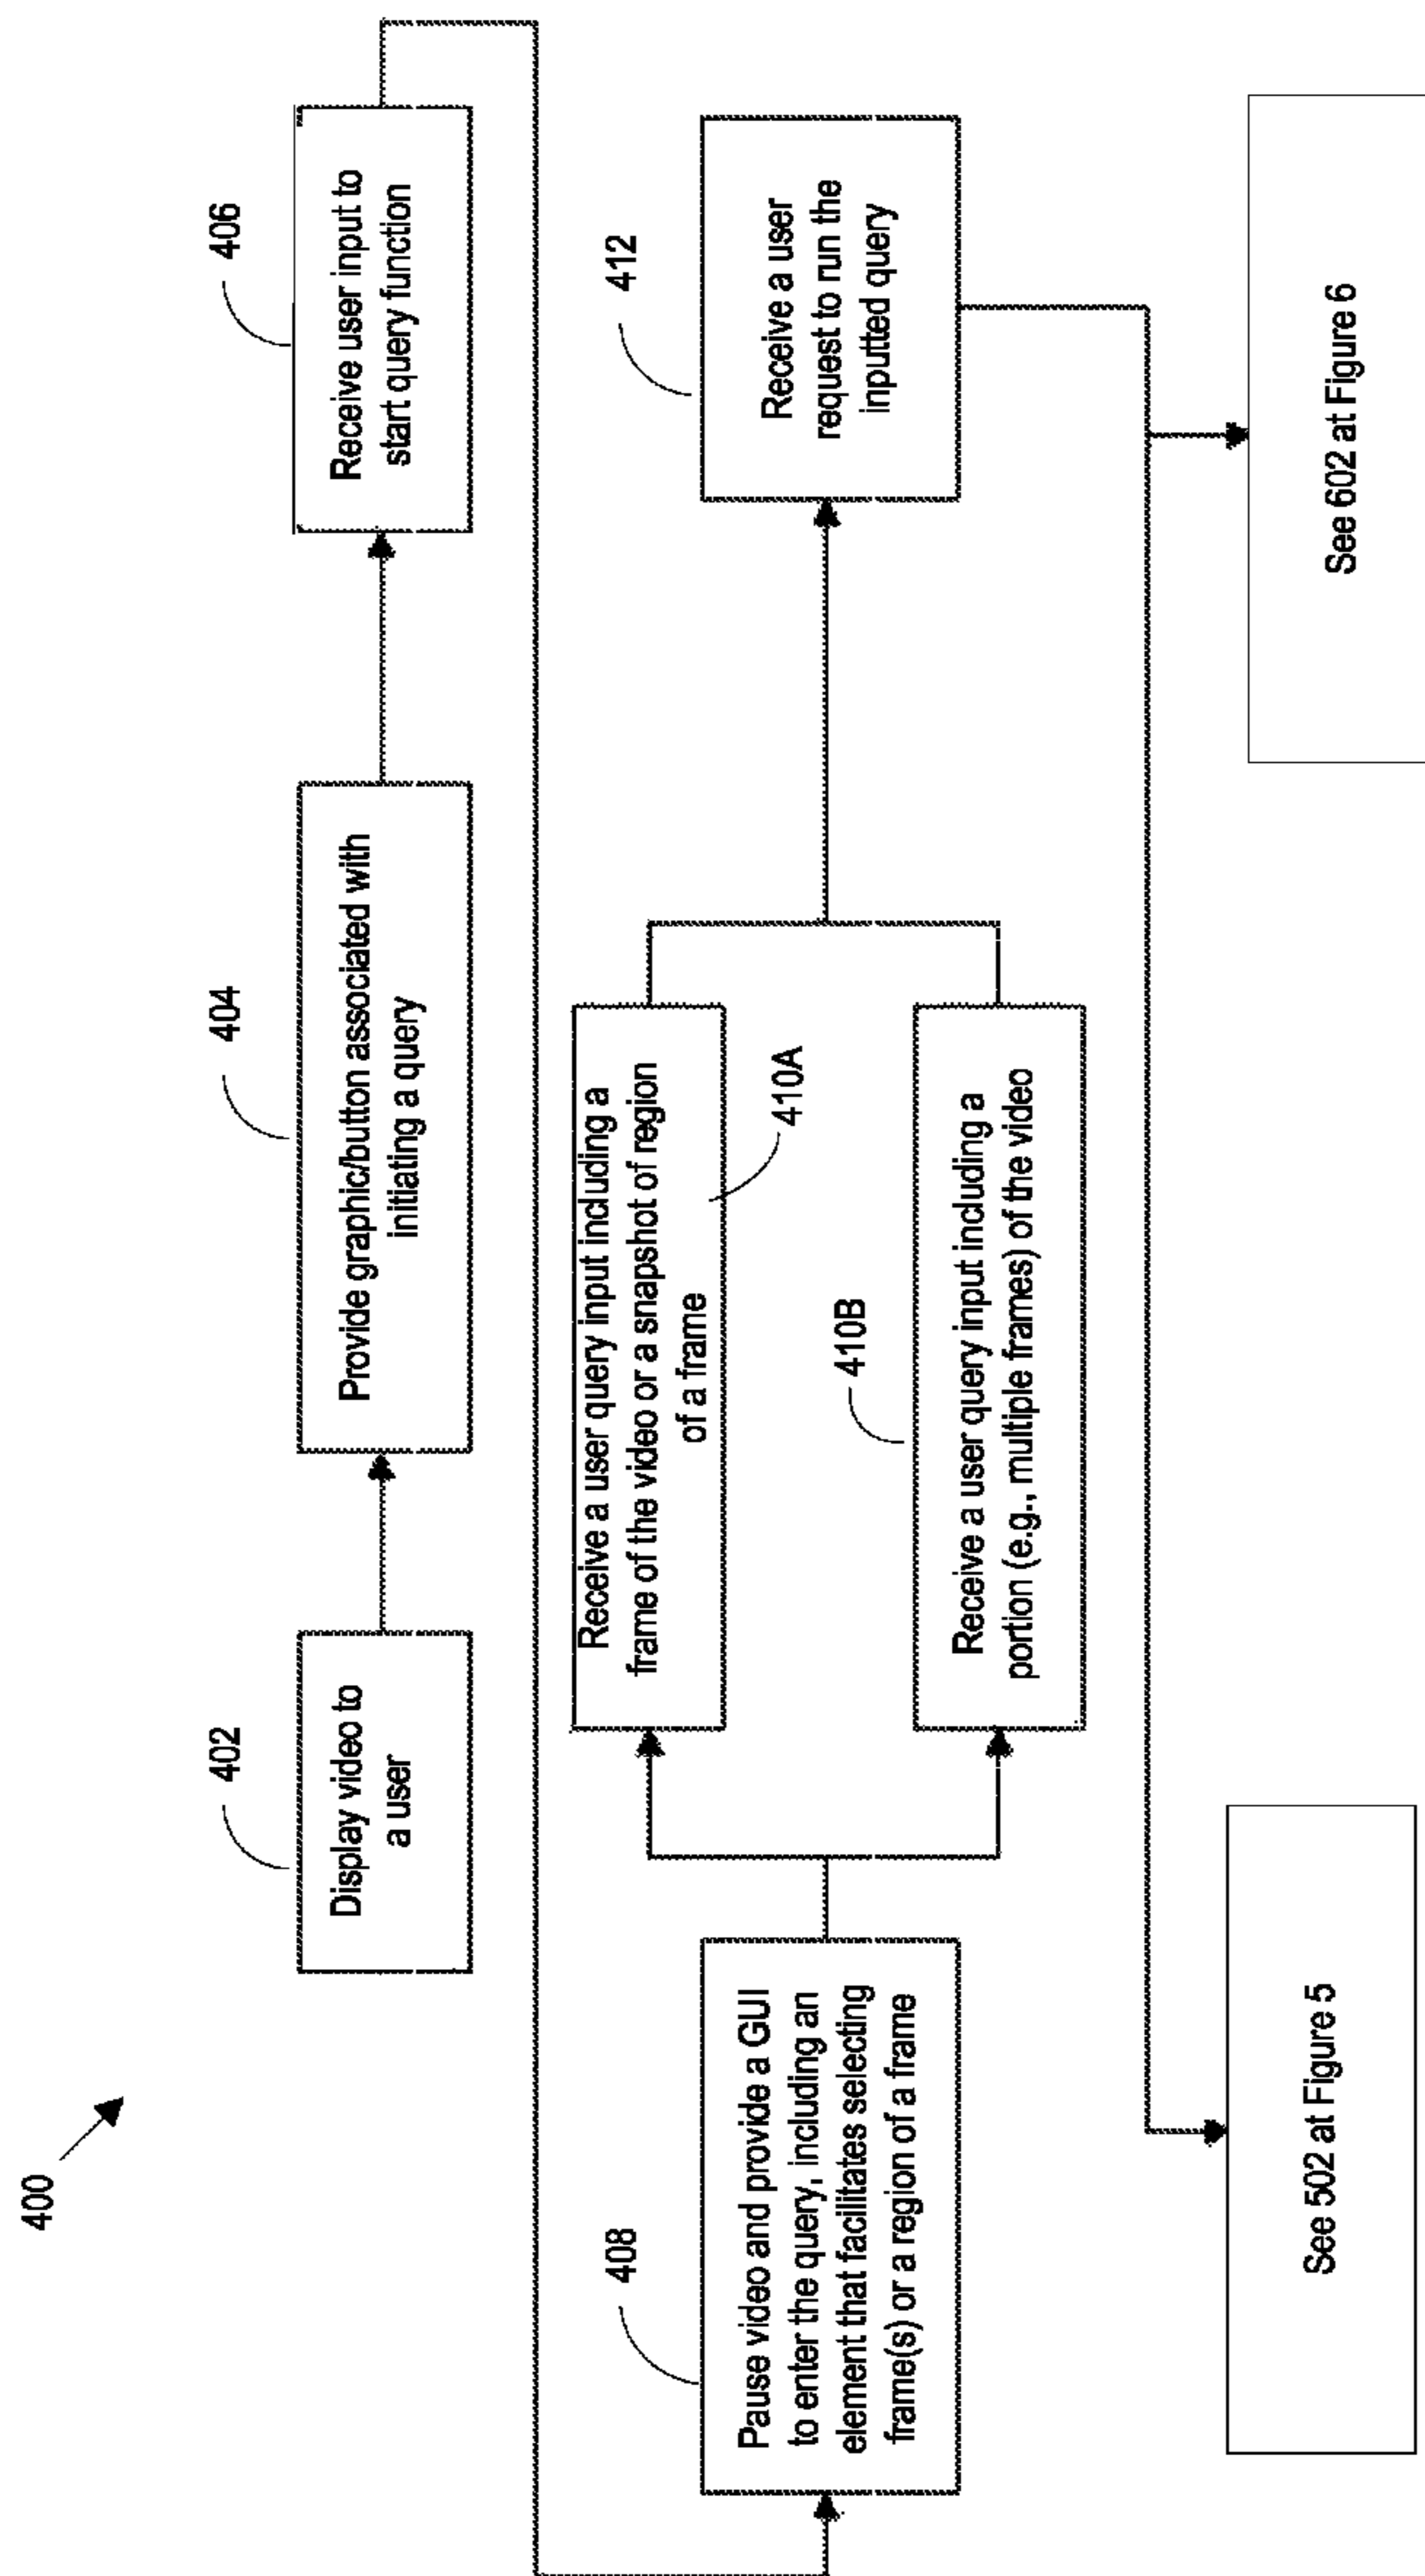 400
402
Display video to
a user
404
Provide graphic/button associated with
initiating a query
406
Receive user input to
start query function
408
Pause video and provide a GUI
to enter the query, including an
element that facilitates selecting
frame(s) or a region of a frame
Receive a user query input including a
frame of the video or a snapshot of region
of a frame
410A
410B
Receive a user query input including a
portion (e.g., multiple frames) of the video
412
Receive a user
request to run the
inputted query
See 502 at Figure 5
See 602 at Figure 6